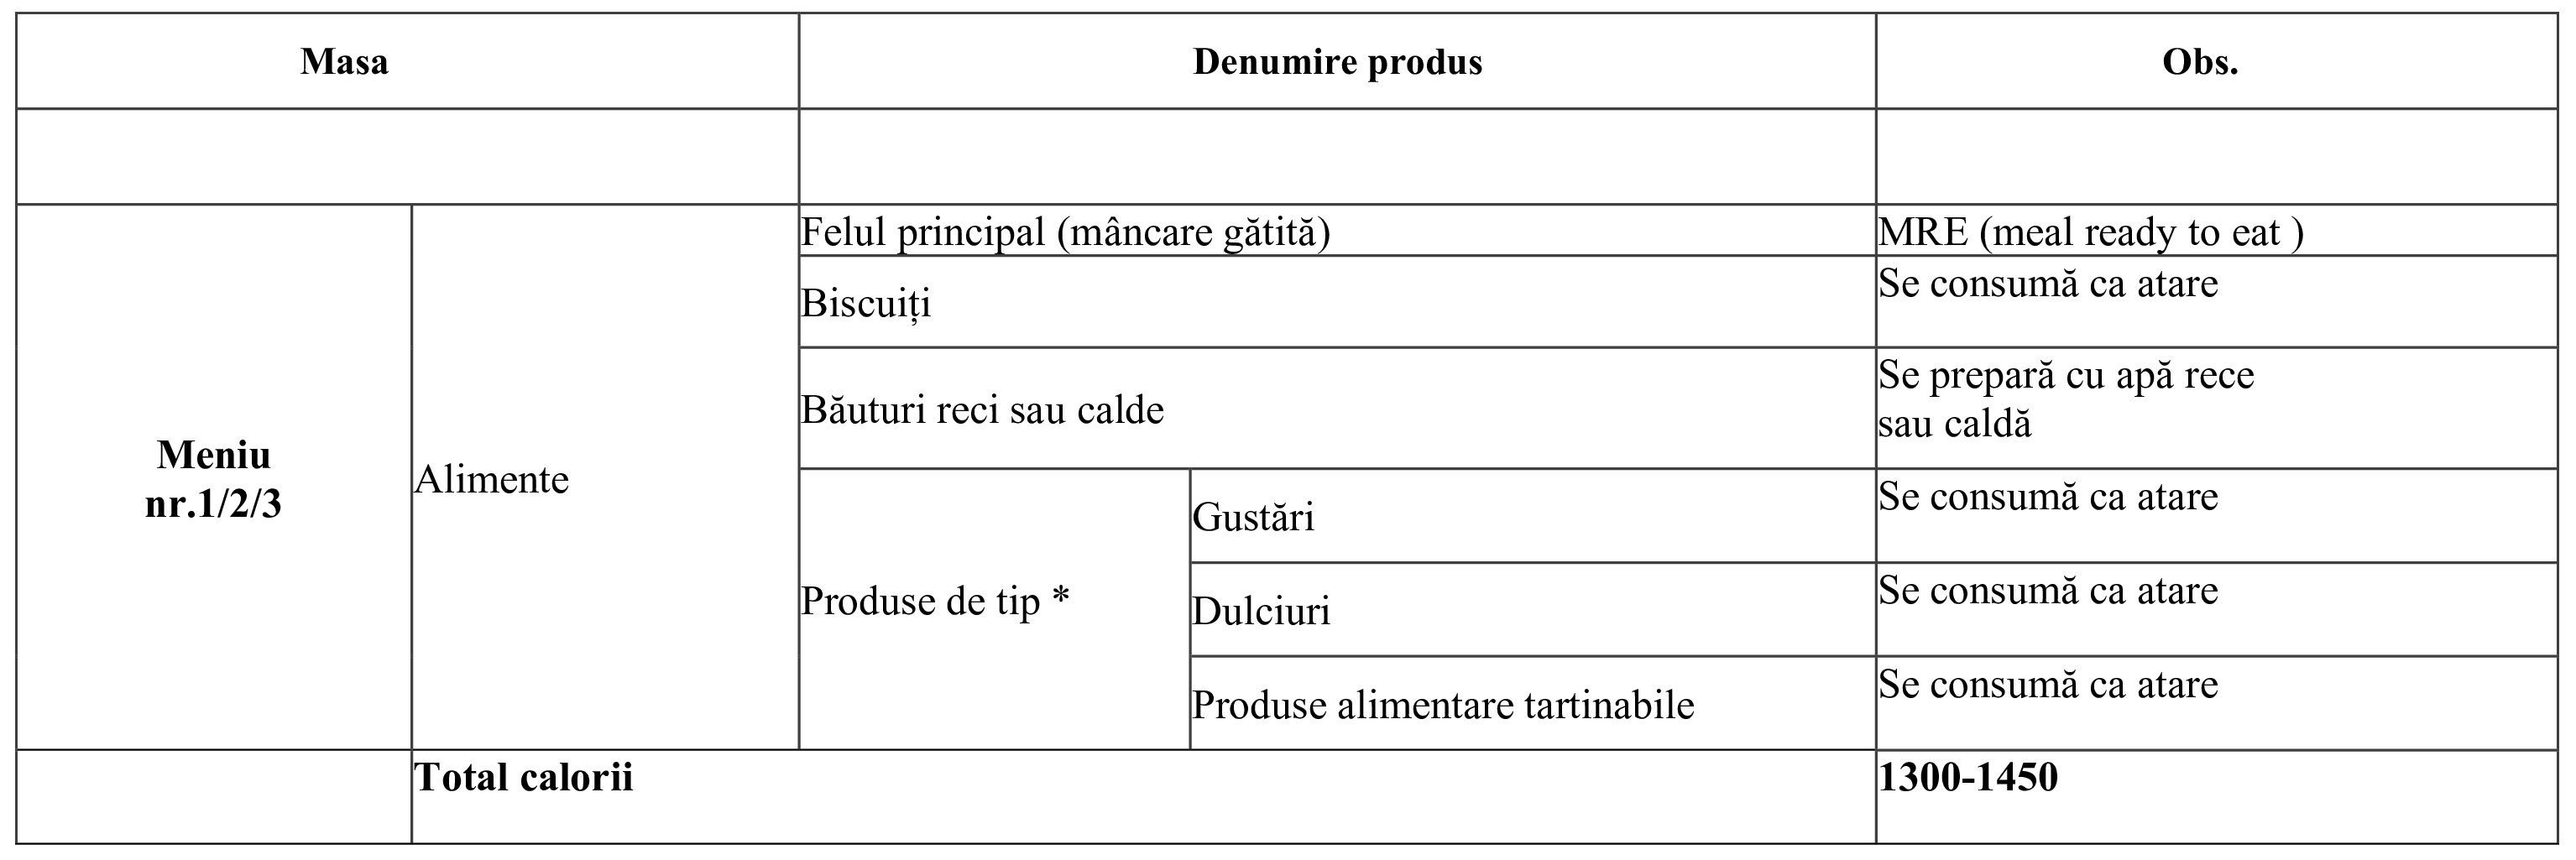 Masa Denumire produs Obs.
Felul principal (mâncare gătită) MRE (meal ready to eat )
Biscuiți Se consumă ca atare
Băuturi reci sau calde Se prepară cu apă rece
sau caldă
Meniu
nr.1/2/3
Alimente
Produse de tip *
Gustări Se consumă ca atare
Dulciuri Se consumă ca atare
Produse alimentare tartinabile Se consumă ca atare
Total calorii 1300-1450